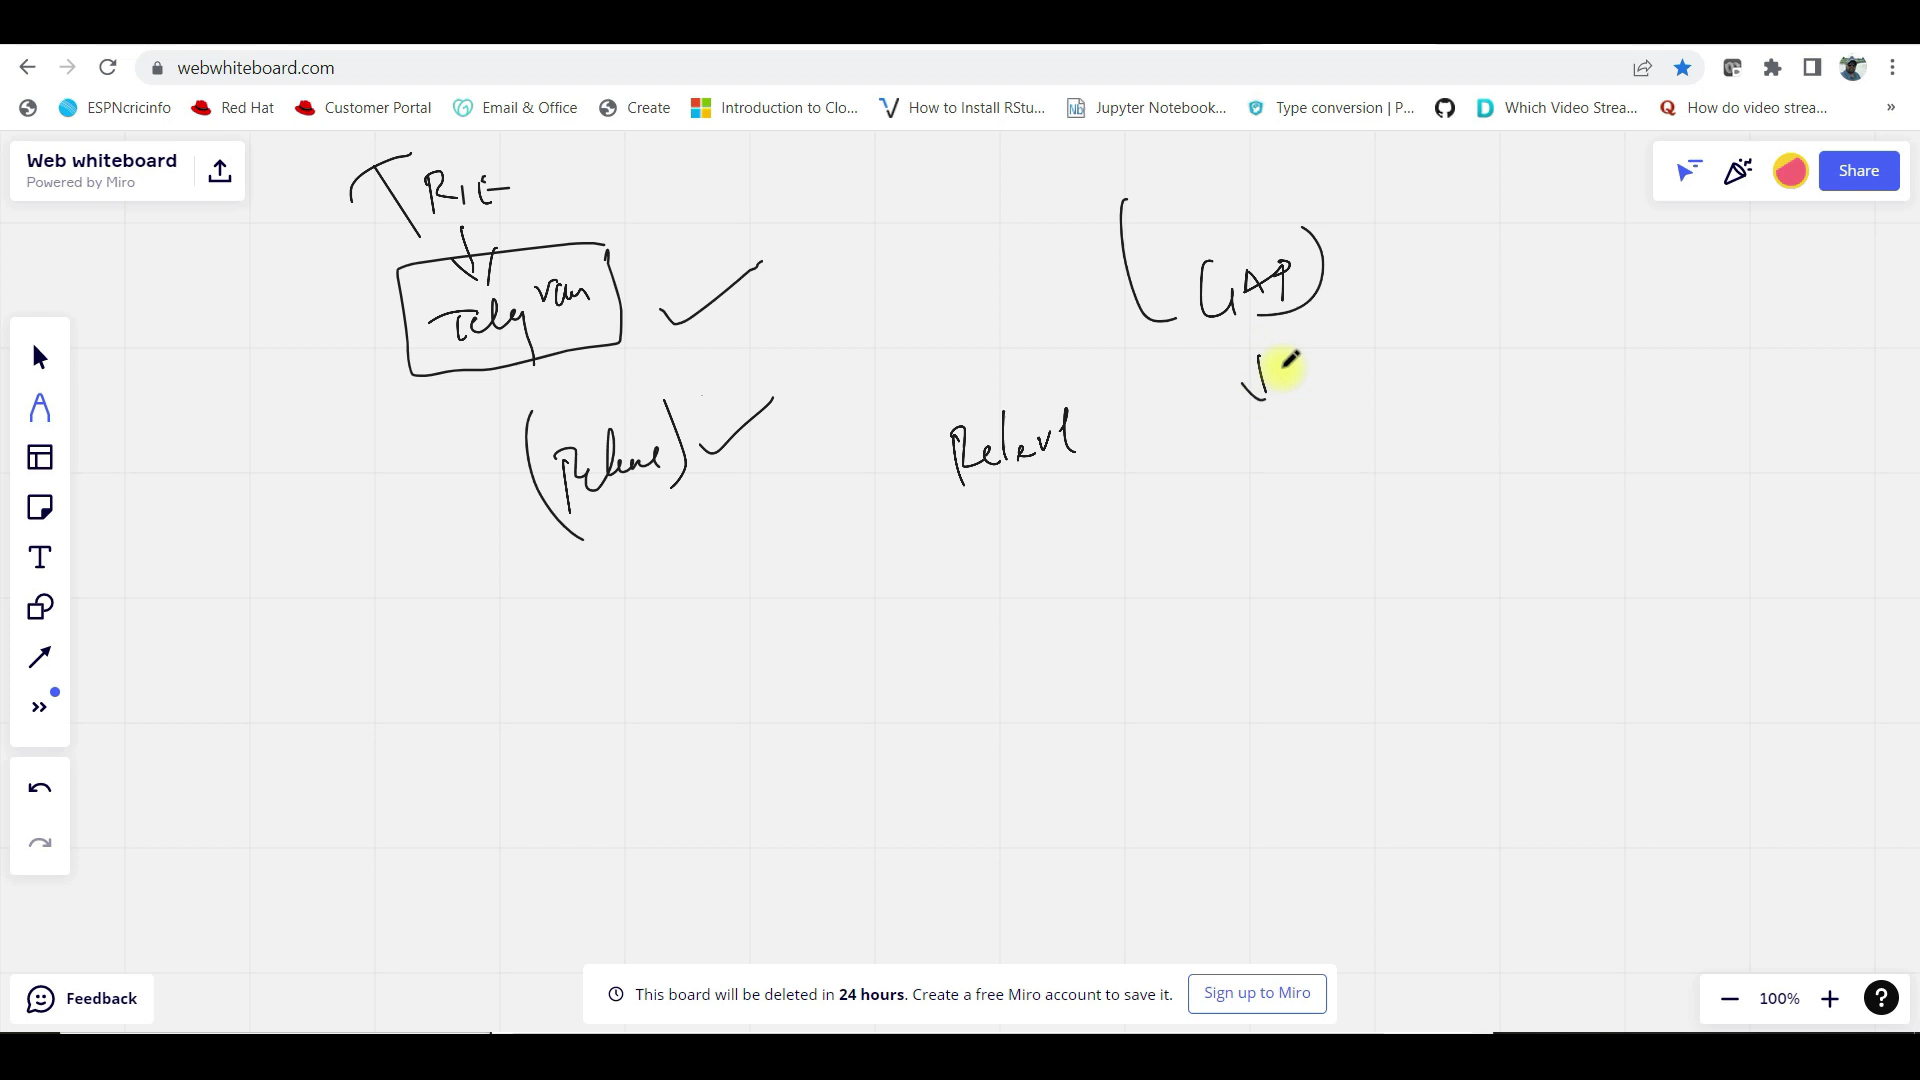 webwhiteboard.com
ESPNcricinfo
Red Hat
Customer Portal
Email & Office
Create
Introduction to Clo...
How to Install RStu...
Jupyter Notebook...
Type conversion | P...
Which Video Strea...
How do video strea...
»
Web whiteboard
Powered by Miro
Share
TRIE
GAP
T
Feedback
This board will be deleted in 24 hours. Create a free Miro account to save it.
Sign up to Miro
100%
?